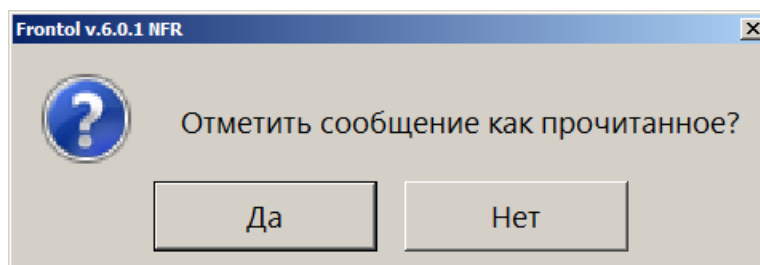 Frontol v.6.0.1 NFR
Отметить сообщение как прочитанное?
Да
Нет